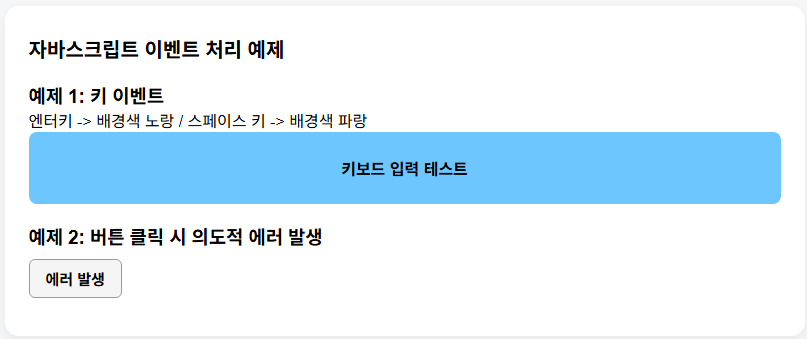 자바스크립트 이벤트 처리 예제
예제 1: 키 이벤트
엔터키 -> 배경색 노랑 / 스페이스 키 -> 배경색 파랑
키보드 입력 테스트
예제 2: 버튼 클릭 시 의도적 에러 발생
에러 발생